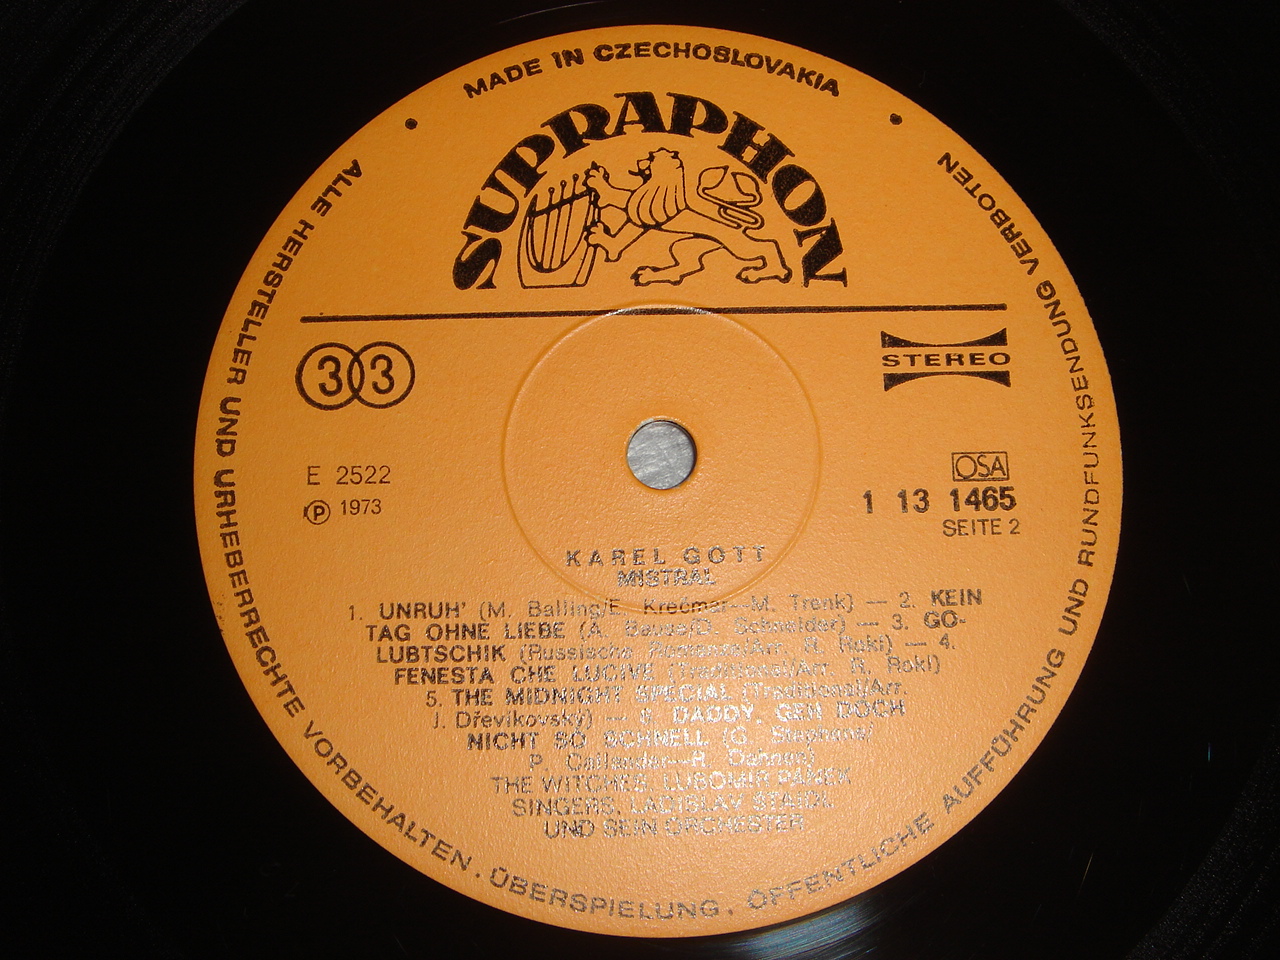 MADE IN CZECHOSLOVAKIA
SUPRAPHON
33
STEREO
E 2522
OSA
Ⓟ 1973
1 13 1465
SEITE 2
KAREL GOTT
MISTRAL
1. UNRUH' (M. Balling/E. Krečmar—M. Trenk) — 2. KEIN
TAG OHNE LIEBE (A. Bause/D. Schneider) — 3. GO-
LUBTSCHIK (Russische Romanze/Arr. R. Rokl) — 4.
FENESTA CHE LUCIVE (Traditional/Arr. R. Rokl)
5. THE MIDNIGHT SPECIAL (Traditional/Arr.
J. Dřevikovský) — 6. DADDY, GEH DOCH
NICHT SO SCHNELL (G. Stephens/
P. Callander—R. Dahmen)
THE WITCHES, LUBOMÍR PÁNEK
SINGERS, LADISLAV ŠTAIDL
UND SEIN ORCHESTER
ALLE HERSTELLER UND URHEBERRECHTE VORBEHALTEN. ÜBERSPIELUNG, ÖFFENTLICHE AUFFÜHRUNG UND RUNDFUNKSENDUNG VERBOTEN